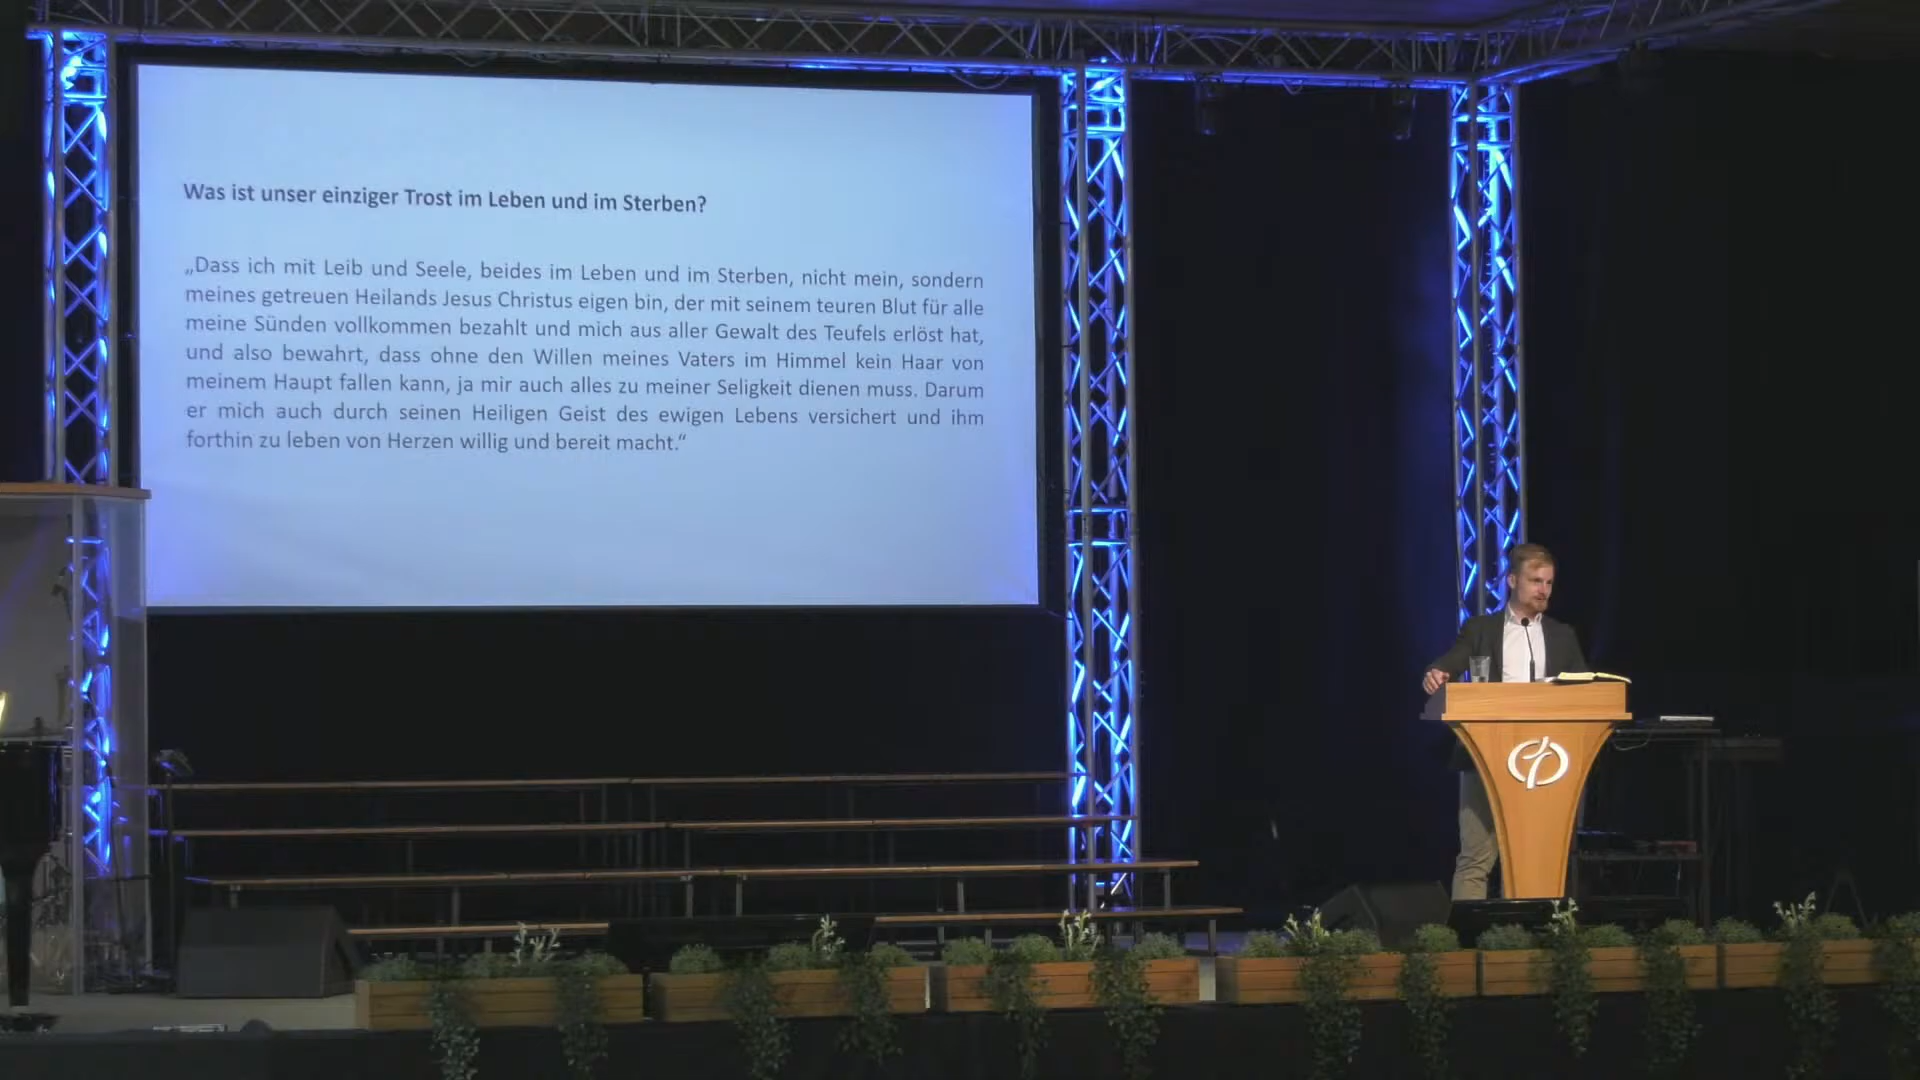 Was ist unser einziger Trost im Leben und im Sterben?
„Dass ich mit Leib und Seele, beides im Leben und im Sterben, nicht mein, sondern
meines getreuen Heilands Jesus Christus eigen bin, der mit seinem teuren Blut für alle
meine Sünden vollkommen bezahlt und mich aus aller Gewalt des Teufels erlöst hat,
und also bewahrt, dass ohne den Willen meines Vaters im Himmel kein Haar von
meinem Haupt fallen kann, ja mir auch alles zu meiner Seligkeit dienen muss. Darum
er mich auch durch seinen Heiligen Geist des ewigen Lebens versichert und ihm
forthin zu leben von Herzen willig und bereit macht.“